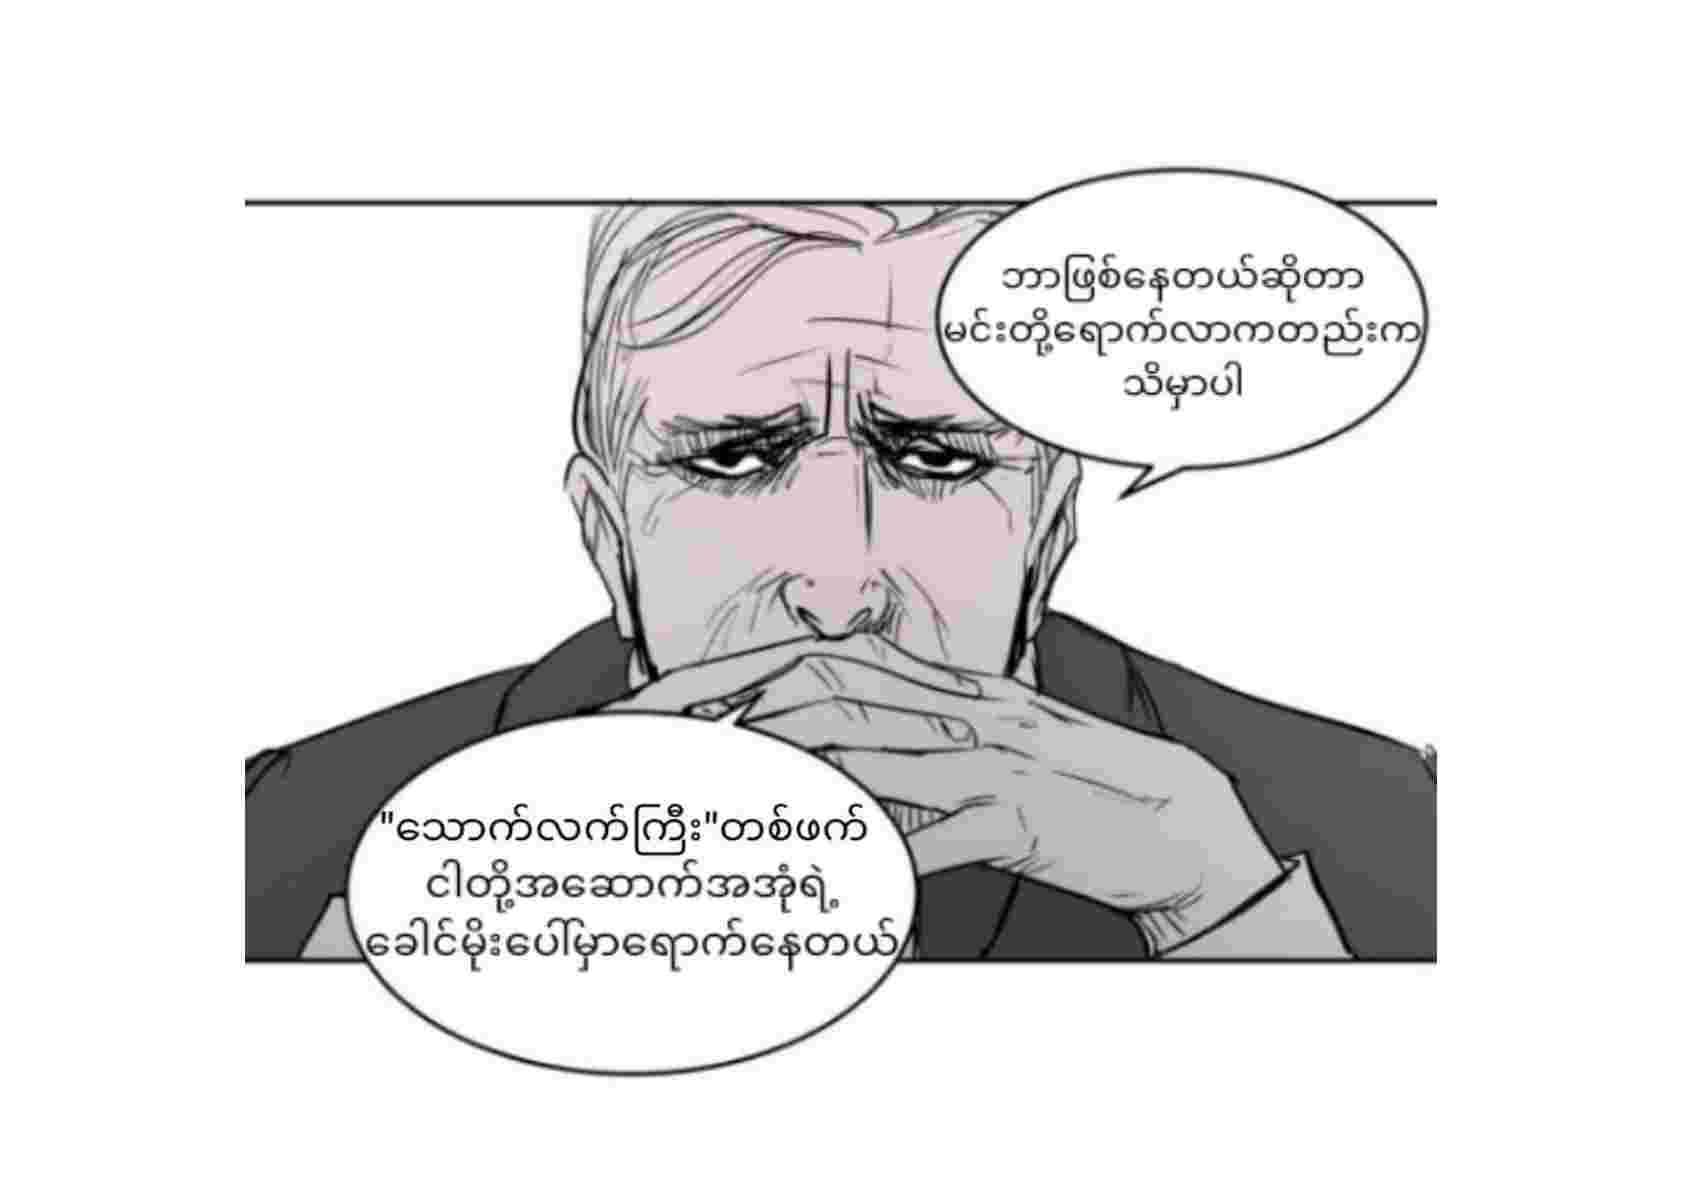 ဘာဖြစ်နေတယ်ဆိုတာ
မင်းတို့ရောက်လာကတည်းက
သိမှာပါ
"သောက်လက်ကြီး"တစ်ဖက်
ငါတို့အဆောက်အအုံရဲ့
ခေါင်မိုးပေါ်မှာရောက်နေတယ်